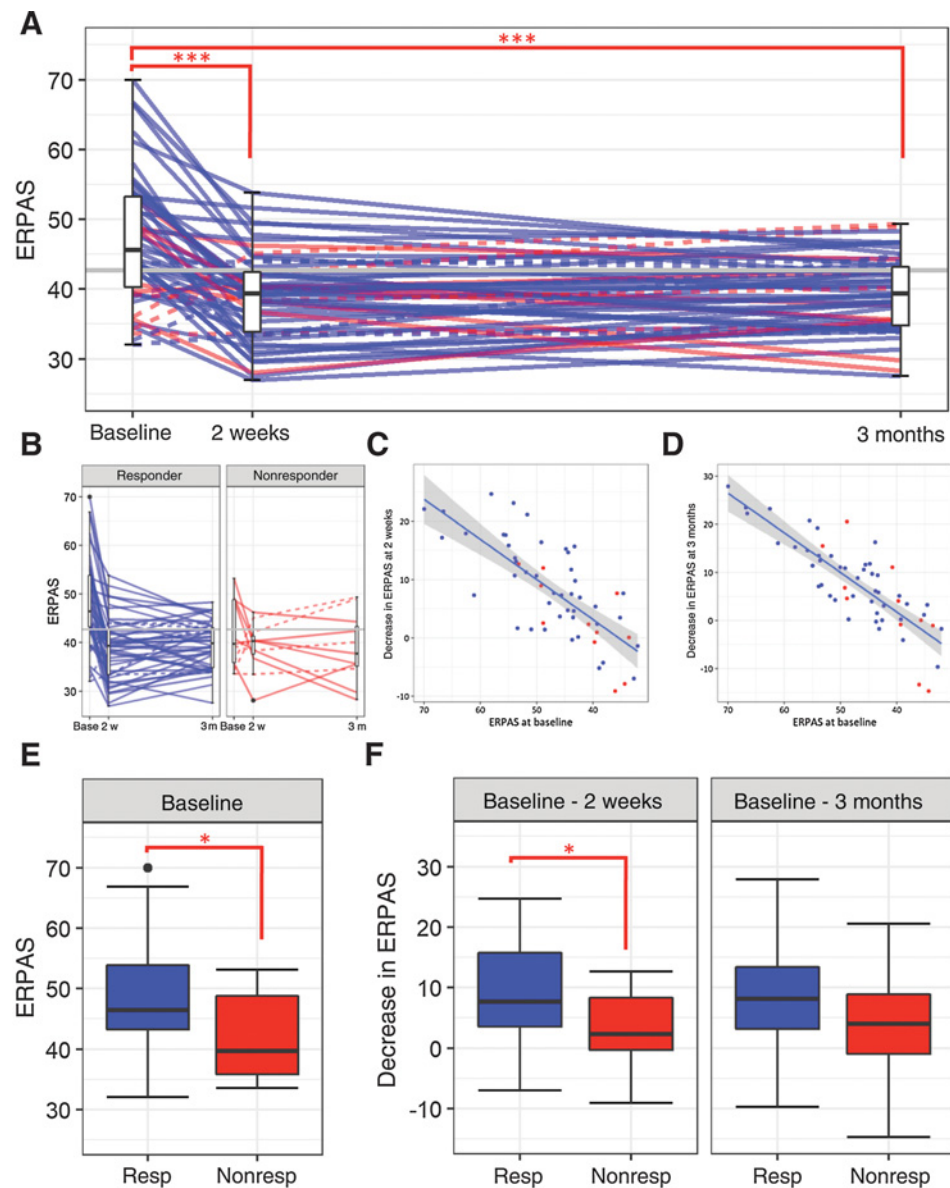 A
***
***
70
60
50
40
30
ERPAS
Baseline
2 weeks
3 months
B
Responder
Nonresponder
70
60
50
40
30
ERPAS
Base 2 w
3 m
Base 2 w
3 m
C
20
10
0
-10
Decrease in ERPAS at 2 weeks
70
60
50
40
ERPAS at baseline
D
30
20
10
0
-10
Decrease in ERPAS at 3 months
70
60
50
40
ERPAS at baseline
E
Baseline
*
70
60
50
40
30
ERPAS
Resp
Nonresp
F
Baseline - 2 weeks
Baseline - 3 months
*
30
20
10
0
-10
Decrease in ERPAS
Resp
Nonresp
Resp
Nonresp